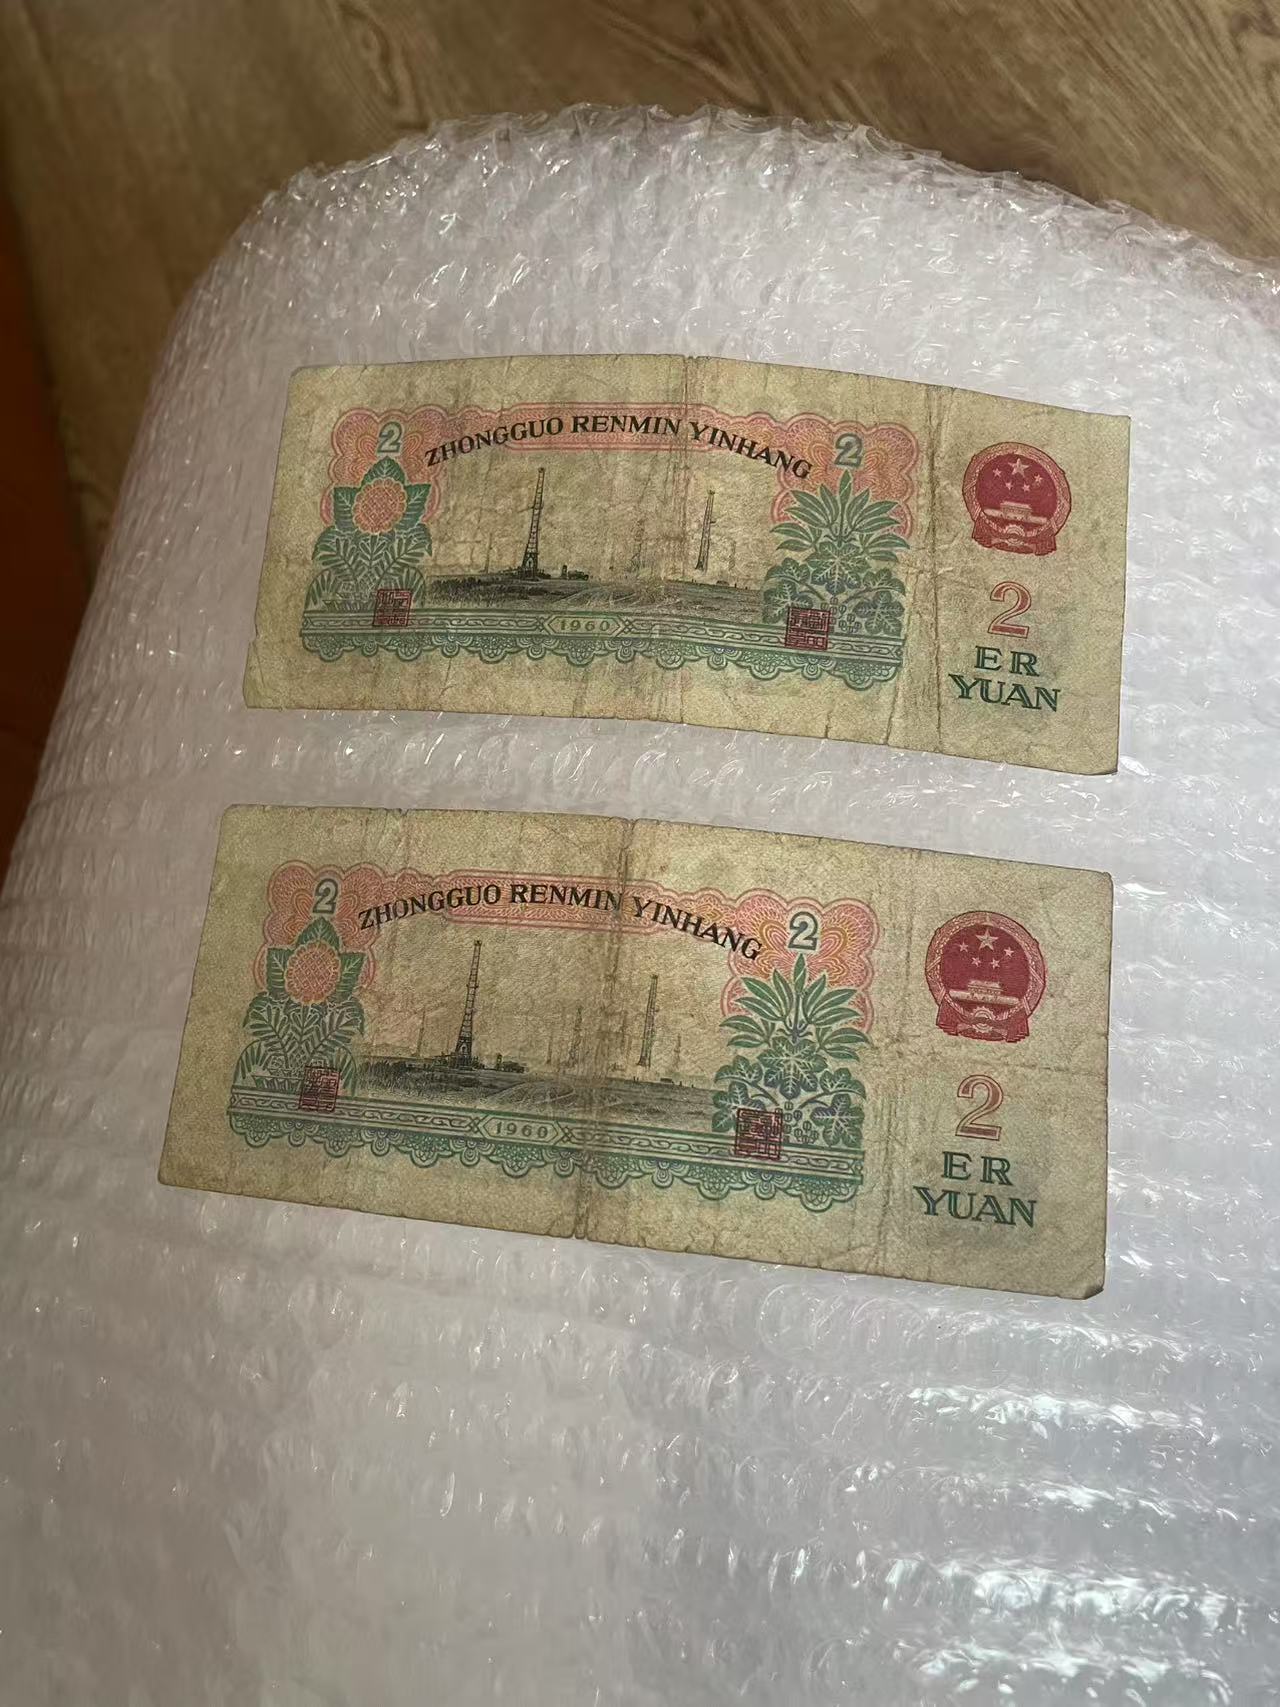 2 ZHONGGUO RENMIN YINHANG 2
1960
2
ER
YUAN
2 ZHONGGUO RENMIN YINHANG 2
1960
2
ER
YUAN